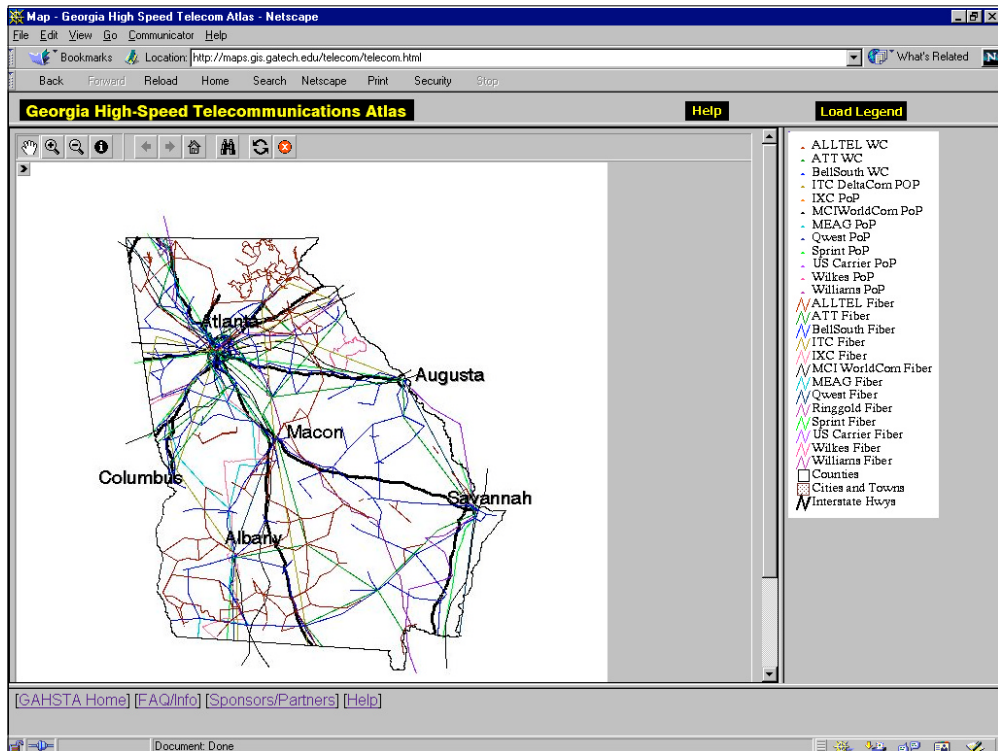 Map - Georgia High Speed Telecom Atlas - Netscape
File Edit View Go Communicator Help
Bookmarks Location: http://maps.gis.gatech.edu/telecom/telecom.html What's Related N
Back Forward Reload Home Search Netscape Print Security Stop
Georgia High-Speed Telecommunications Atlas Help Load Legend
Atlanta
Augusta
Macon
Columbus
Savannah
Albany
ALLTEL WC
ATT WC
BellSouth WC
ITC DeltaCom POP
IXC PoP
MCIWorldCom PoP
MEAG PoP
Qwest PoP
Sprint PoP
US Carrier PoP
Wilkes PoP
Williams PoP
ALLTEL Fiber
ATT Fiber
BellSouth Fiber
ITC Fiber
IXC Fiber
MCI WorldCom Fiber
MEAG Fiber
Qwest Fiber
Ringgold Fiber
Sprint Fiber
US Carrier Fiber
Wilkes Fiber
Williams Fiber
Counties
Cities and Towns
Interstate Hwys
[GAHSTA Home] [FAQ/Info] [Sponsors/Partners] [Help]
Document: Done